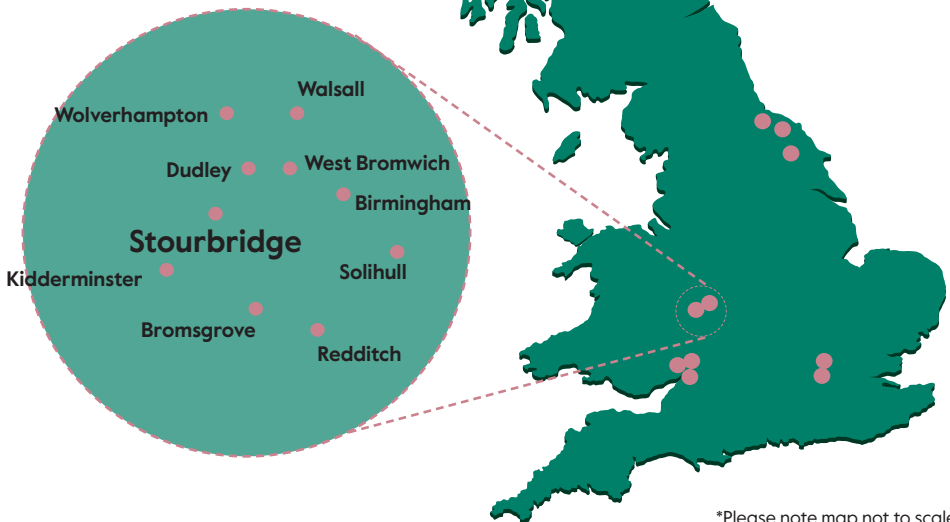 Walsall
Wolverhampton
Dudley
West Bromwich
Birmingham
Stourbridge
Solihull
Kidderminster
Bromsgrove
Redditch
*Please note map not to scale